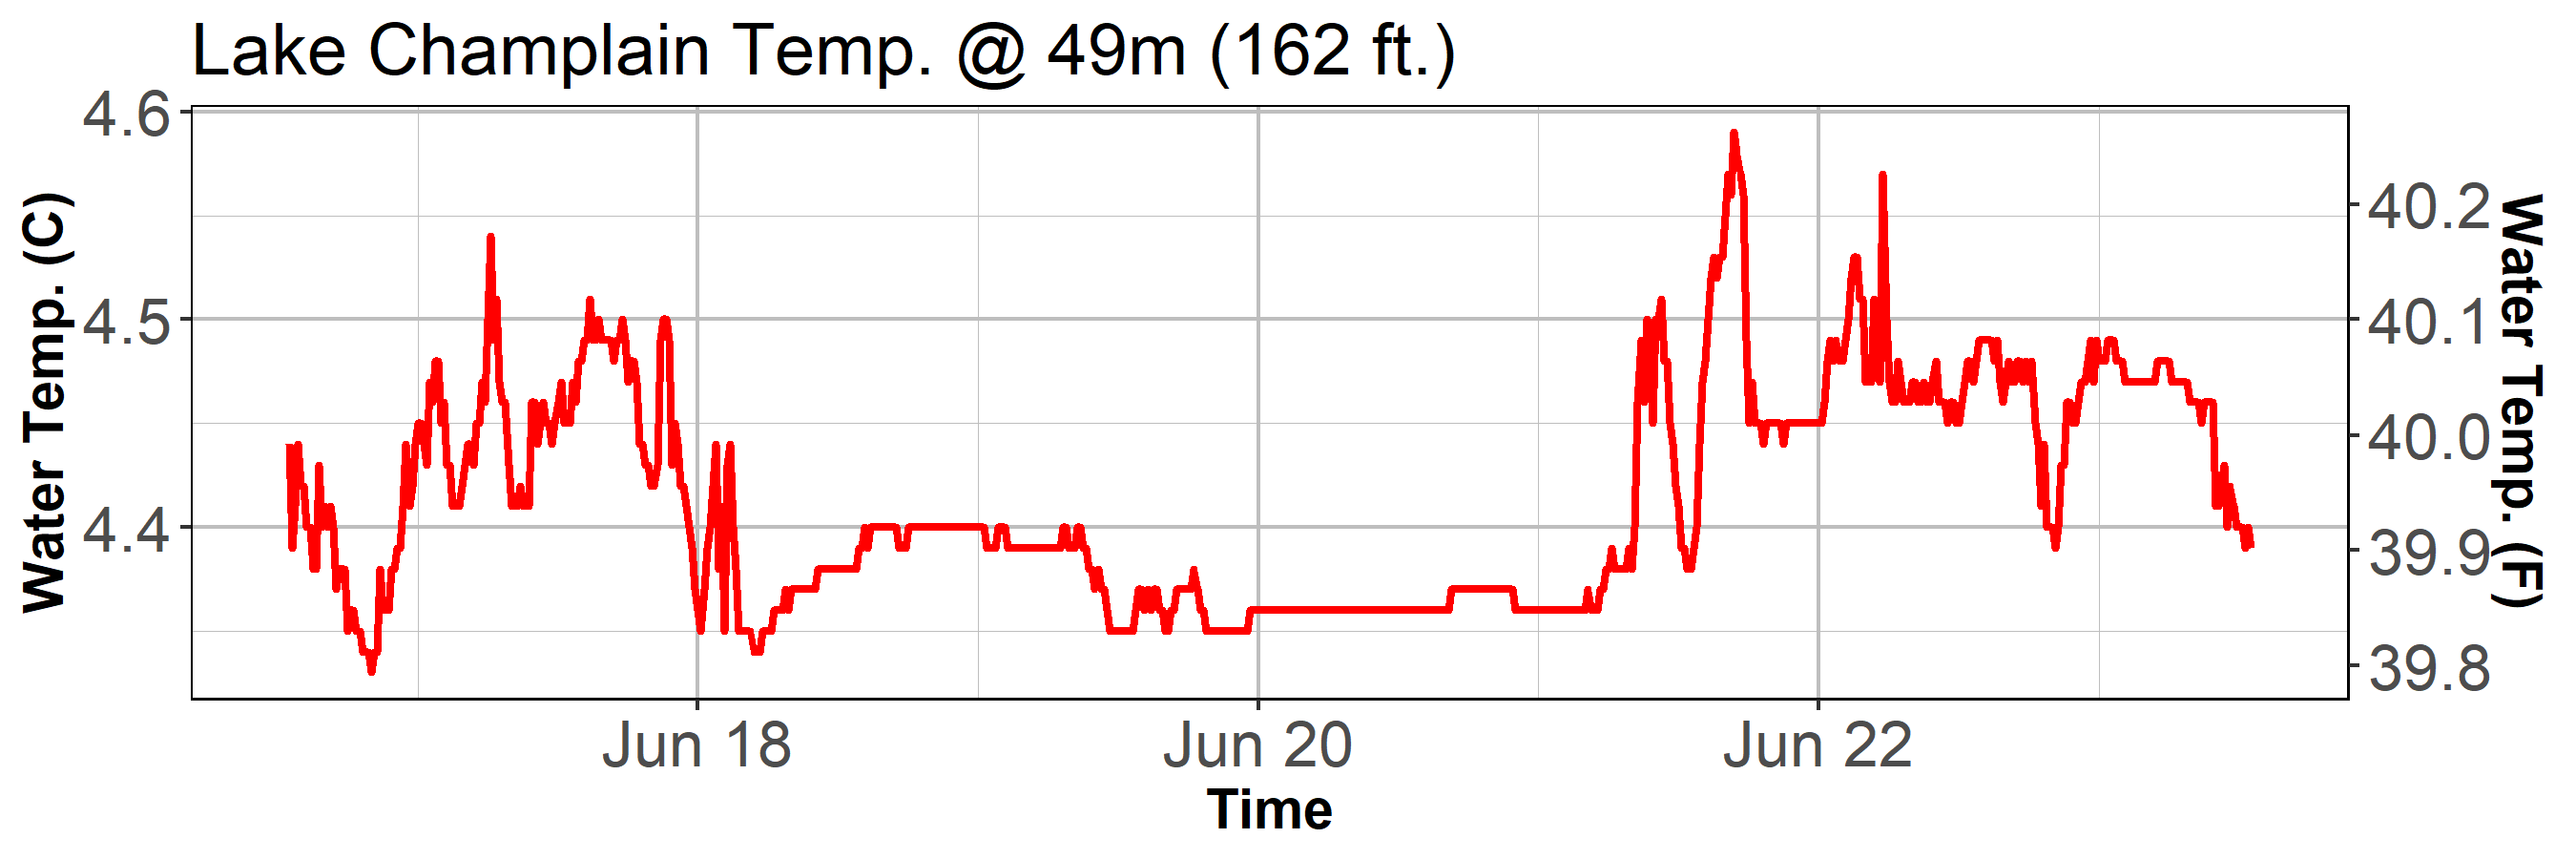 Lake Champlain Temp. @ 49m (162 ft.)
Water Temp. (C)
4.6
4.5
4.4
40.2
40.1
40.0
39.9
39.8
Water Temp. (F)
Jun 18 Jun 20 Jun 22
Time